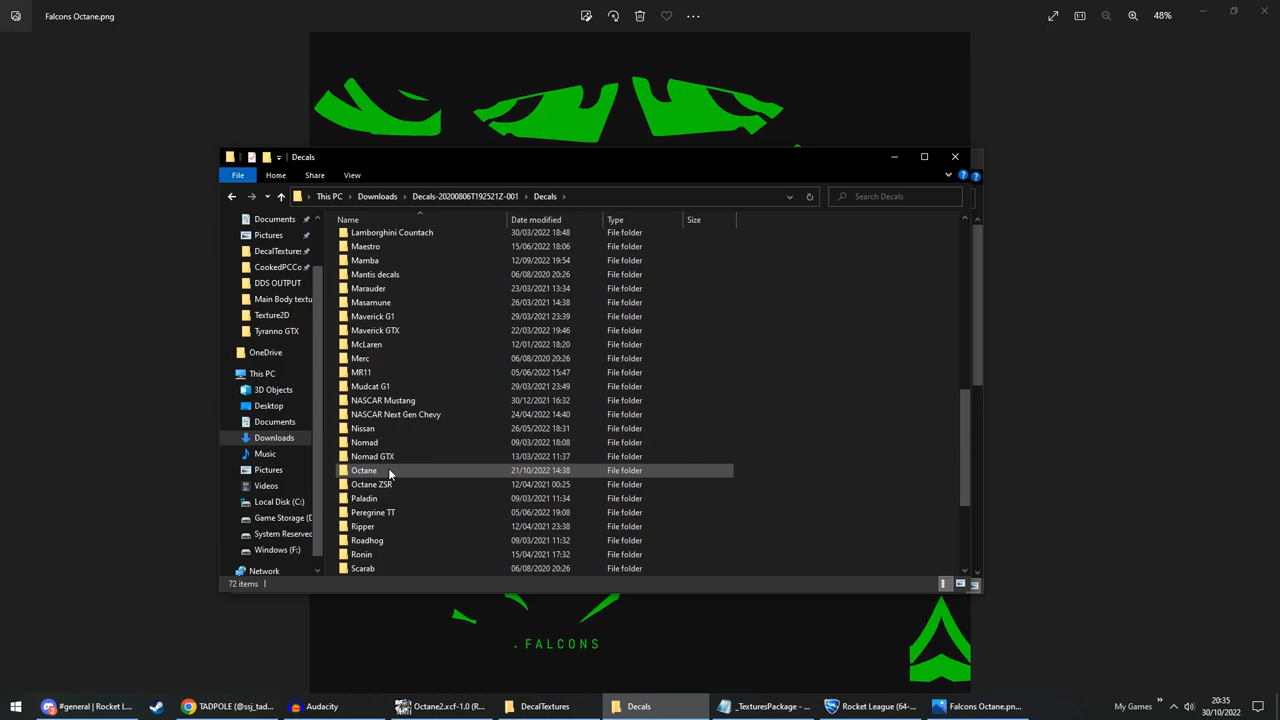 Falcons Octane.png
48%
Decals
File
Home
Share
View
This PC
Downloads
Decals-20200806T192521Z-001
Decals
Search Decals
Name
Date modified
Type
Size
Documents
Pictures
DecalTextures
CookedPCCo
DDS OUTPUT
Main Body textu
Texture2D
Tyranno GTX
OneDrive
This PC
3D Objects
Desktop
Documents
Downloads
Music
Pictures
Videos
Local Disk (C:)
Game Storage (D
System Reserved
Windows (F:)
Network
Lamborghini Countach 30/03/2022 18:48 File folder
Maestro 15/06/2022 18:06 File folder
Mamba 12/09/2022 19:54 File folder
Mantis decals 06/08/2020 20:26 File folder
Marauder 23/03/2021 13:34 File folder
Masamune 26/03/2021 14:38 File folder
Maverick G1 29/03/2021 23:39 File folder
Maverick GTX 22/03/2022 19:46 File folder
McLaren 12/01/2022 18:20 File folder
Merc 06/08/2020 20:26 File folder
MR11 05/06/2022 15:47 File folder
Mudcat G1 29/03/2021 23:49 File folder
NASCAR Mustang 30/12/2021 16:32 File folder
NASCAR Next Gen Chevy 24/04/2022 14:40 File folder
Nissan 26/05/2022 18:31 File folder
Nomad 09/03/2022 18:08 File folder
Nomad GTX 13/03/2022 11:37 File folder
Octane 21/10/2022 14:38 File folder
Octane ZSR 12/04/2021 00:25 File folder
Paladin 09/03/2021 11:34 File folder
Peregrine TT 05/06/2022 19:08 File folder
Ripper 12/04/2021 23:38 File folder
Roadhog 09/03/2021 11:32 File folder
Ronin 15/04/2021 17:32 File folder
Scarab 06/08/2020 20:26 File folder
72 items
.FALCONS
#general | Rocket L...
TADPOLE (@ssj_tad...
Audacity
Octane2.xcf-1.0 (R...
DecalTextures
Decals
_TexturesPackage - ...
Rocket League (64-...
Falcons Octane.pn...
My Games
20:35
30/10/2022